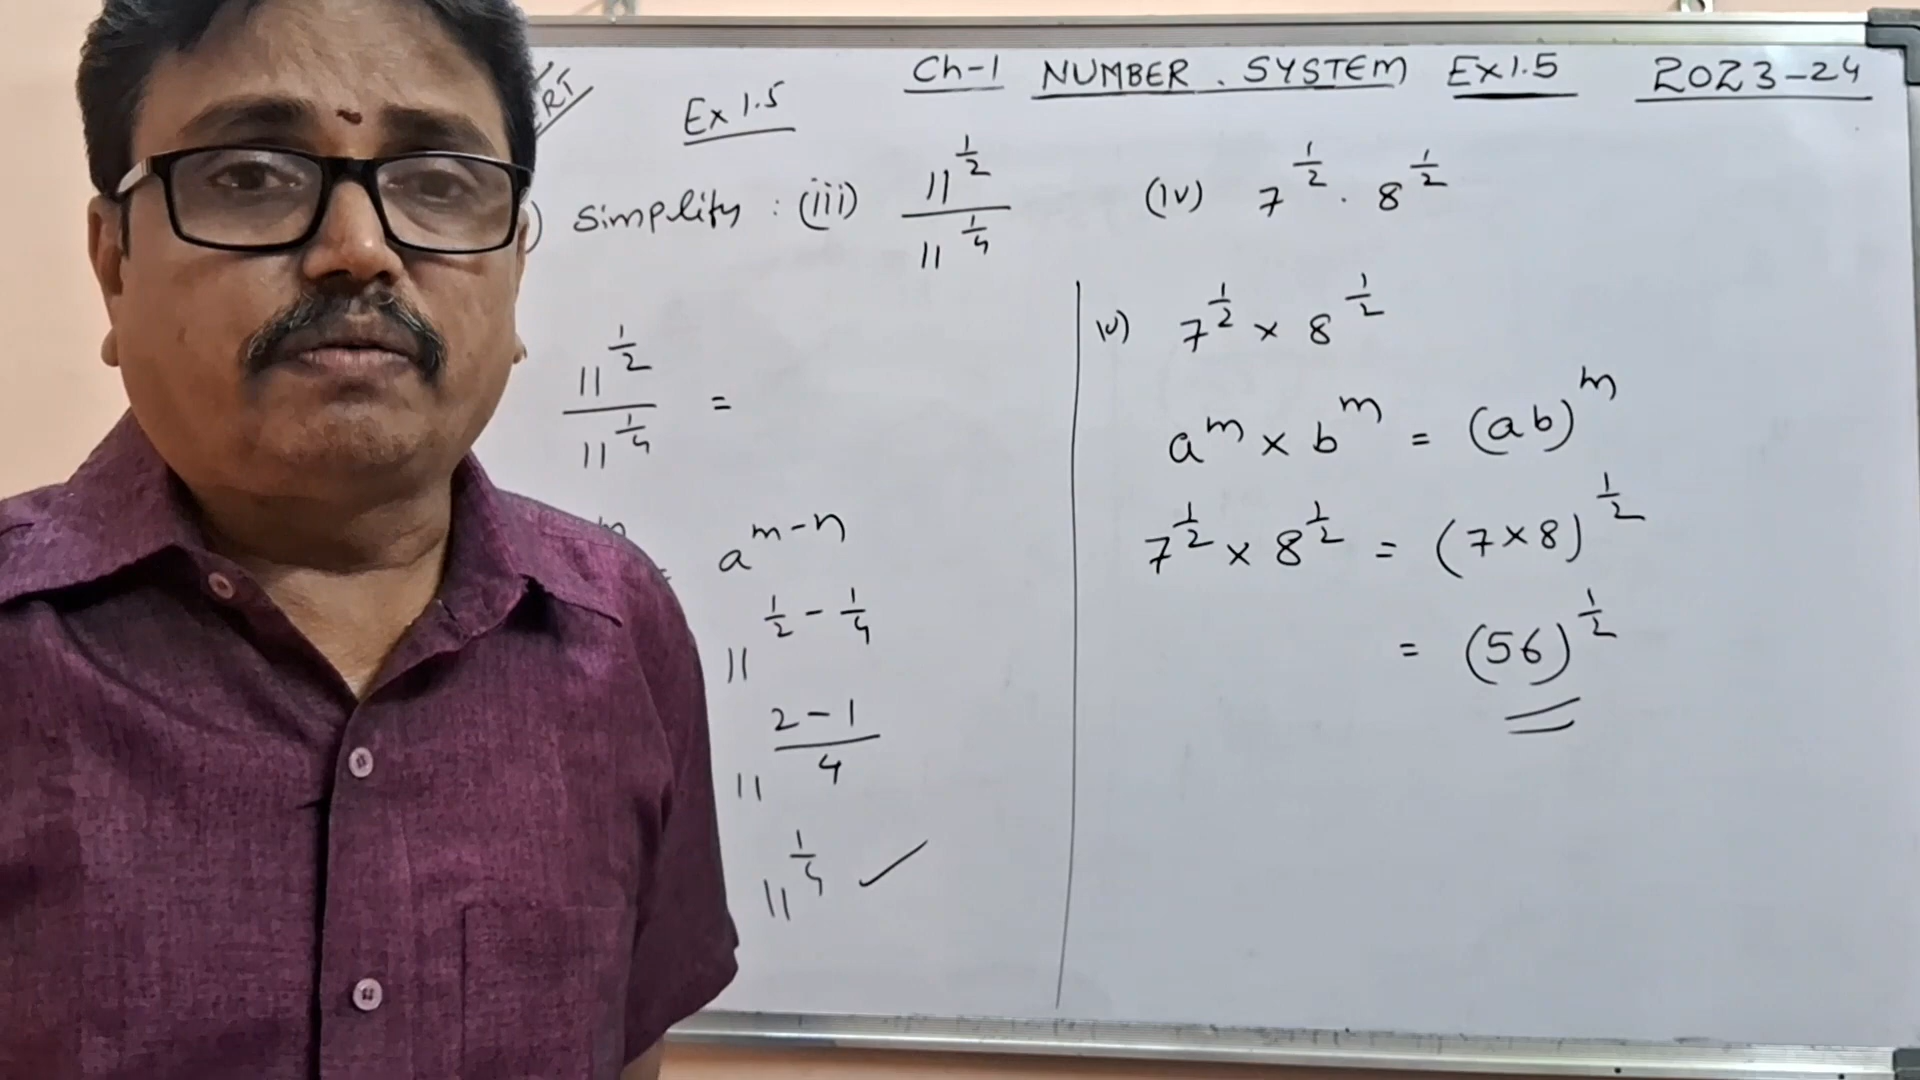 Ch-1 NUMBER. SYSTEM Ex1.5 2023-24
ERT Ex 1.5
) Simplify : (iii) 11^(1/2) / 11^(1/4) (iv) 7^(1/2) . 8^(1/2)
11^(1/2) / 11^(1/4) =
a^(m-n)
11^(1/2 - 1/4)
11^((2-1)/4)
11^(1/4) ✓
iv) 7^(1/2) × 8^(1/2)
a^m × b^m = (ab)^m
7^(1/2) × 8^(1/2) = (7×8)^(1/2)
= (56)^(1/2)